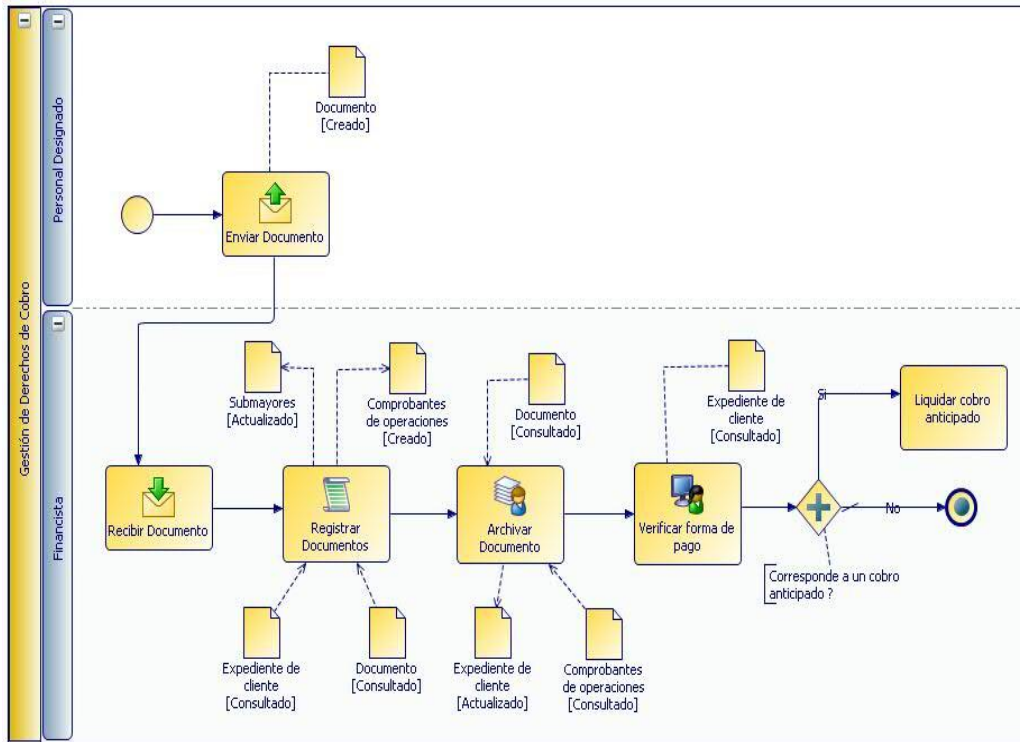 Gestión de Derechos de Cobro
Personal Designado
Documento
[Creado]
Enviar Documento
Financista
Submayores
[Actualizado]
Comprobantes
de operaciones
[Creado]
Documento
[Consultado]
Expediente de
cliente
[Consultado]
Si
Liquidar cobro
anticipado
Recibir Documento
Registrar
Documentos
Archivar
Documento
Verificar forma de
pago
No
Corresponde a un cobro
anticipado ?
Expediente de
cliente
[Consultado]
Documento
[Consultado]
Expediente de
cliente
[Actualizado]
Comprobantes
de operaciones
[Consultado]